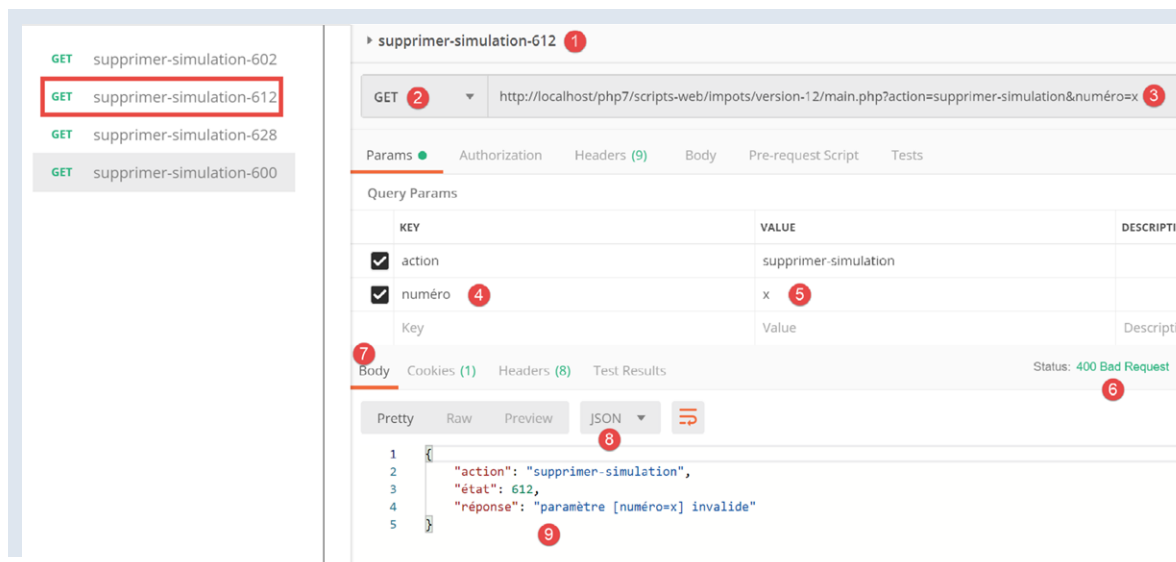 GET supprimer-simulation-602
GET supprimer-simulation-612
GET supprimer-simulation-628
GET supprimer-simulation-600
supprimer-simulation-612 1
GET 2 http://localhost/php7/scripts-web/impots/version-12/main.php?action=supprimer-simulation&numéro=x 3
Params Authorization Headers (9) Body Pre-request Script Tests
Query Params
KEY VALUE DESCRIPTI
action supprimer-simulation
numéro 4 x 5
Key Value Descripti
7
Body Cookies (1) Headers (8) Test Results Status: 400 Bad Request
6
Pretty Raw Preview JSON
8
1 {
2 "action": "supprimer-simulation",
3 "état": 612,
4 "réponse": "paramètre [numéro=x] invalide"
5 }
9